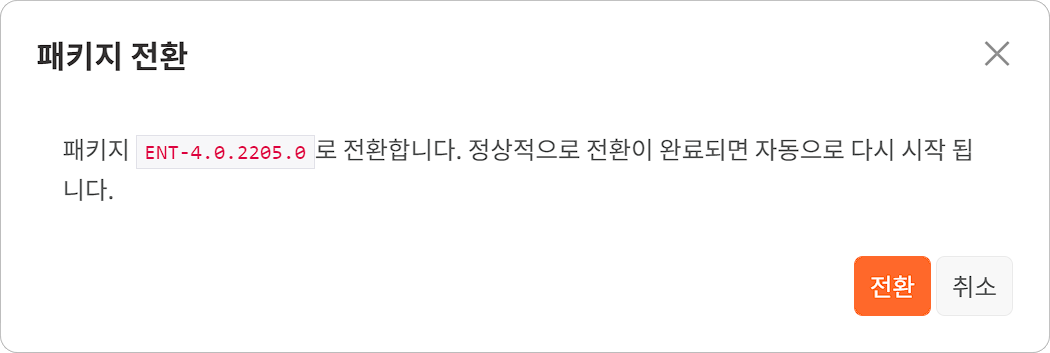 패키지 전환
패키지 ENT-4.0.2205.0로 전환합니다. 정상적으로 전환이 완료되면 자동으로 다시 시작 됩
니다.
전환 취소